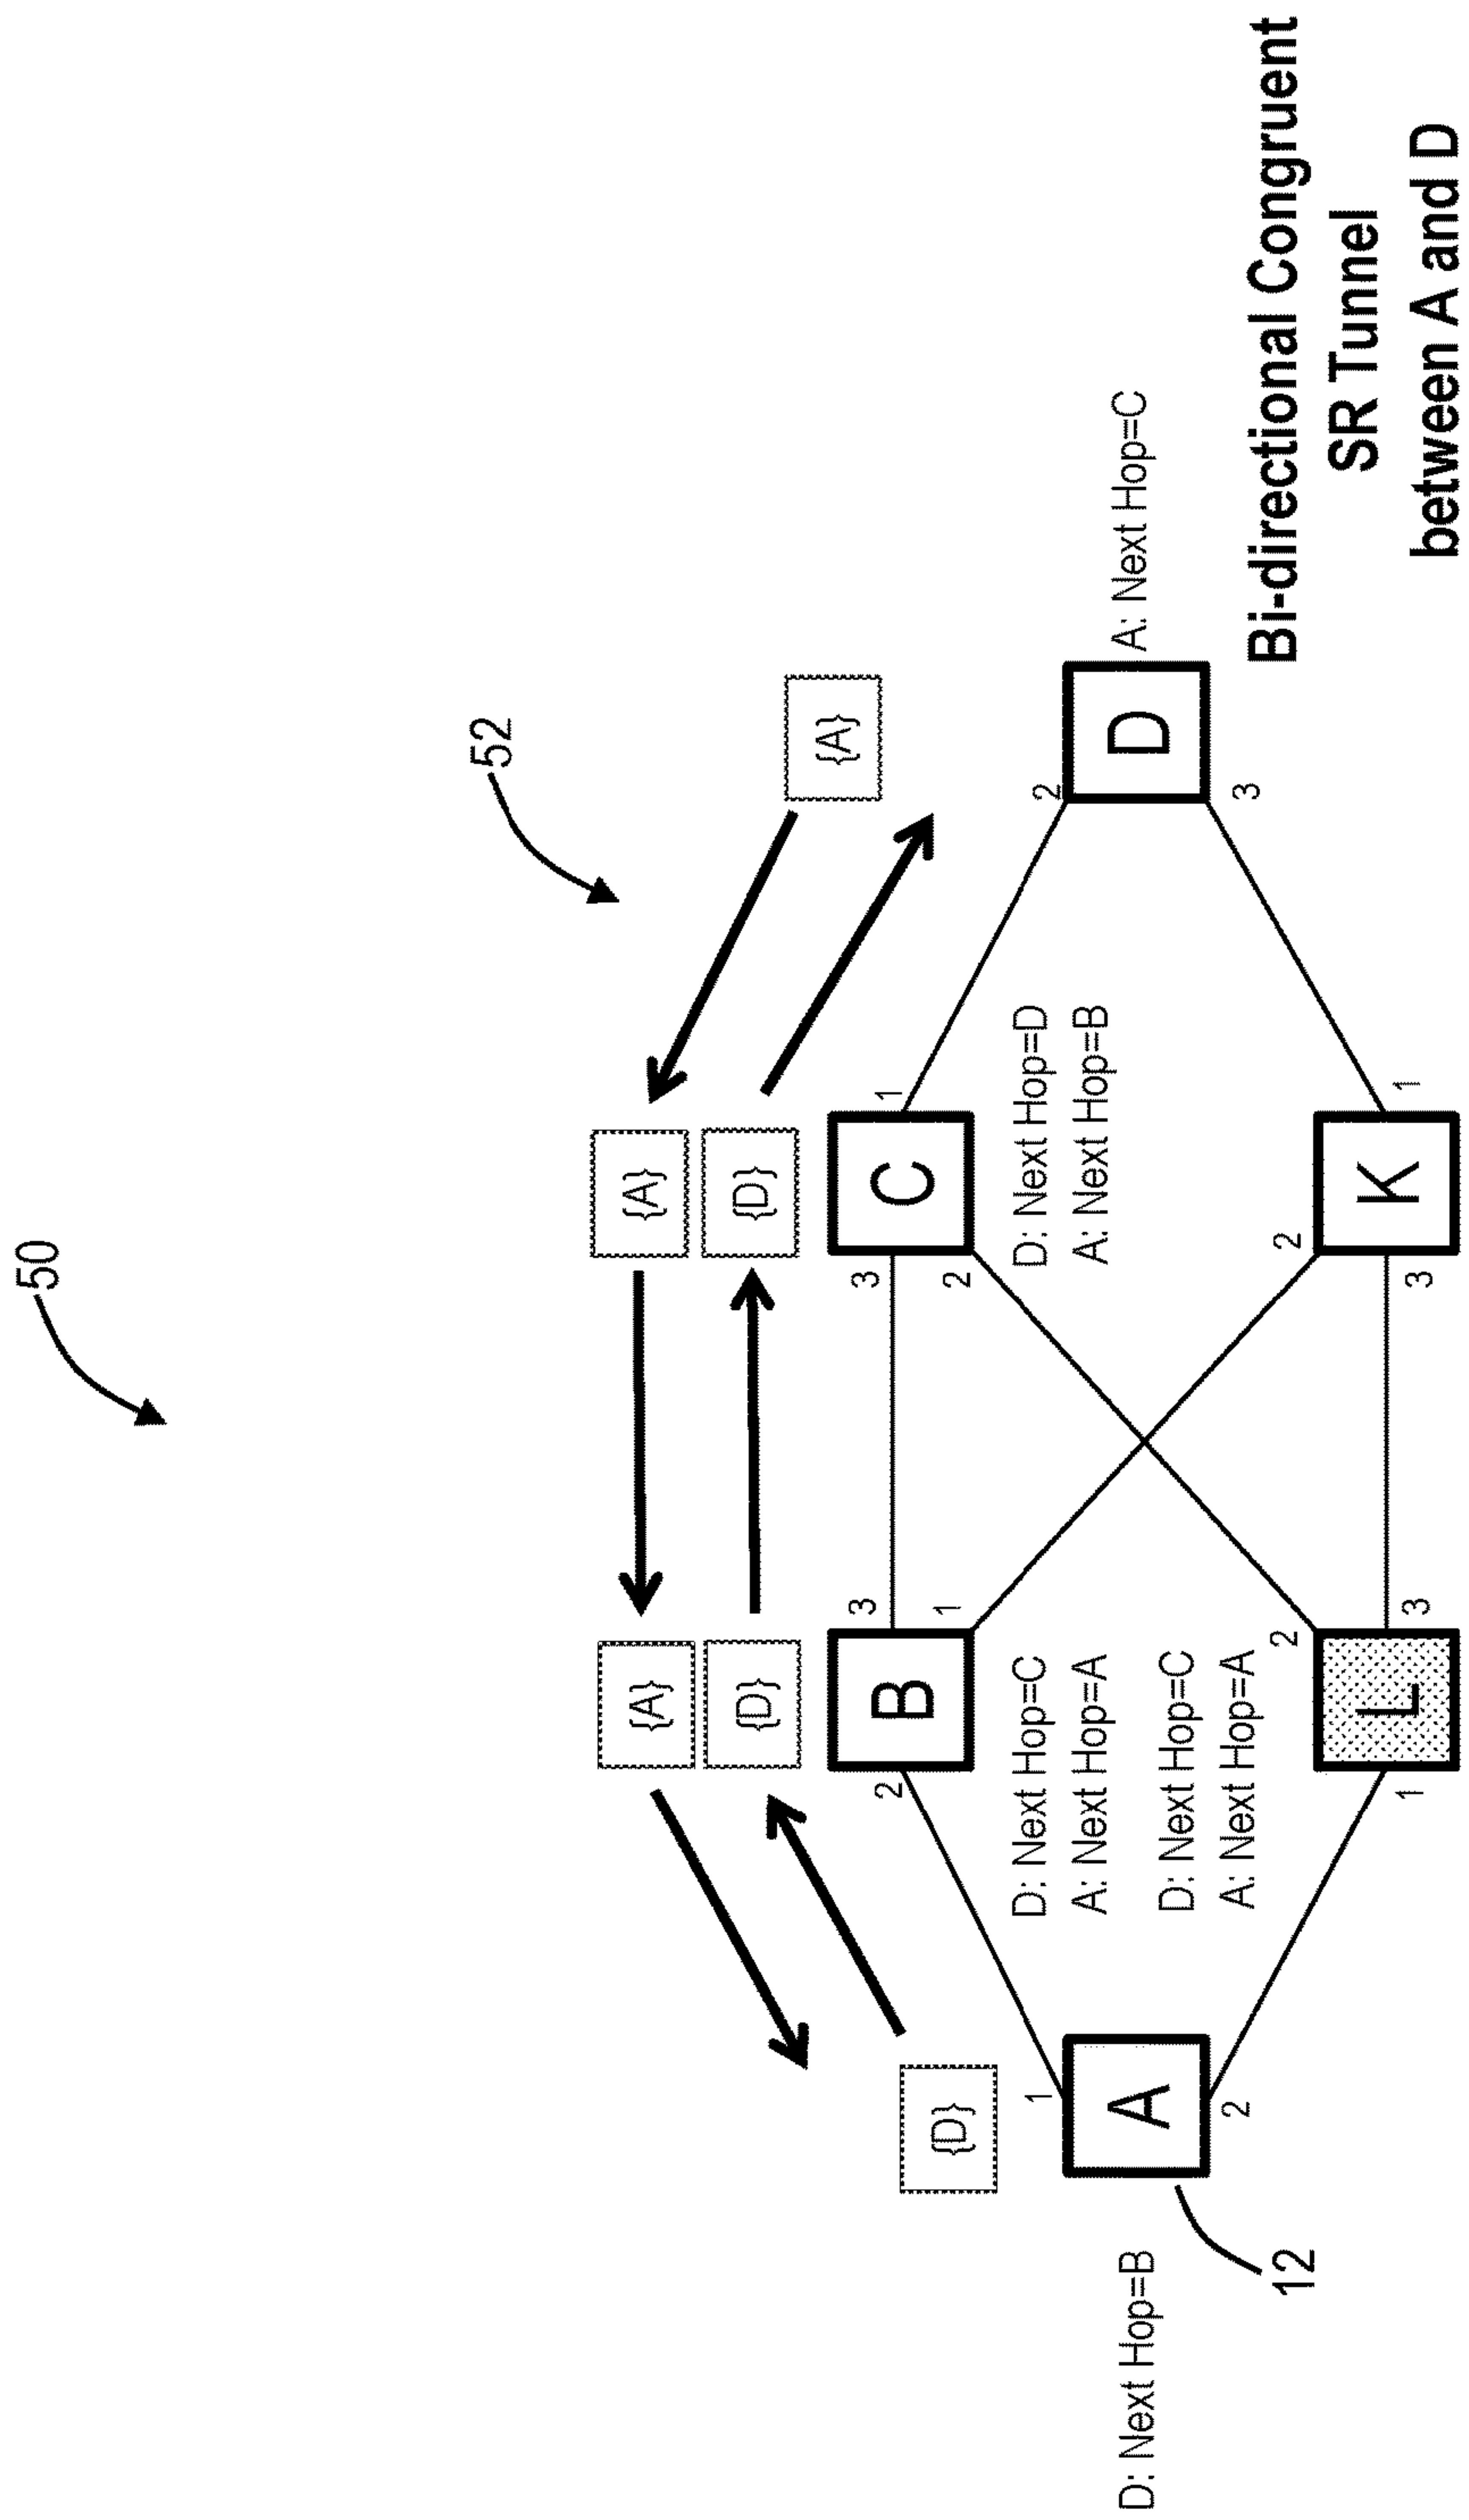 50
52
{A}
{A}
{A}
{D}
{D}
{D}
B
2
3
1
C
3
2
1
D: Next Hop=C
A: Next Hop=A
D: Next Hop=D
A: Next Hop=B
D: Next Hop=B
A
1
2
12
D
2
3
A: Next Hop=C
D: Next Hop=C
A: Next Hop=A
L
1
2
3
K
2
3
1
Bi-directional Congruent
SR Tunnel
between A and D